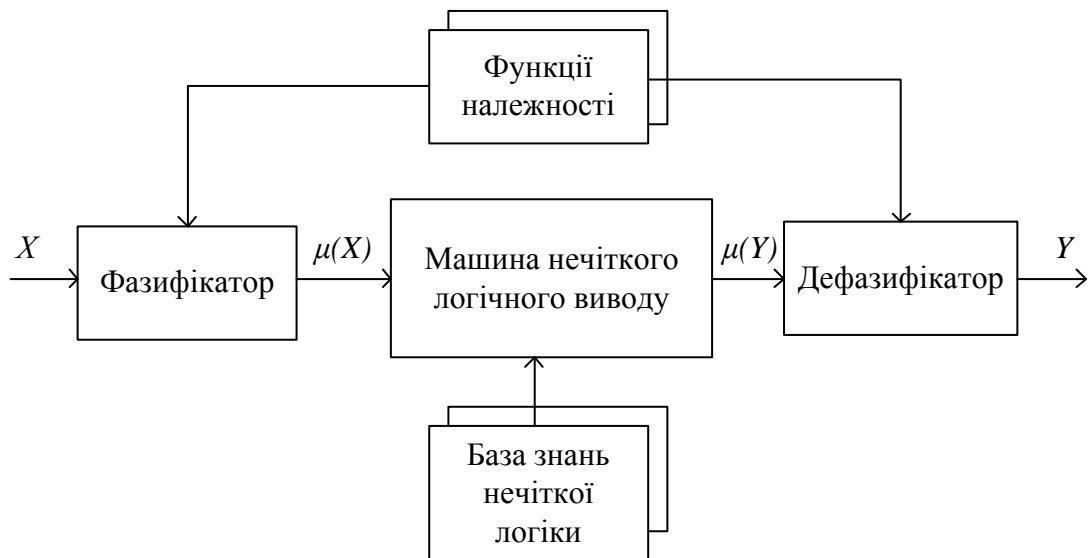 Функції
належності
X
Фазифікатор
μ(X)
Машина нечіткого
логічного виводу
μ(Y)
Дефазифікатор
Y
База знань
нечіткої
логіки